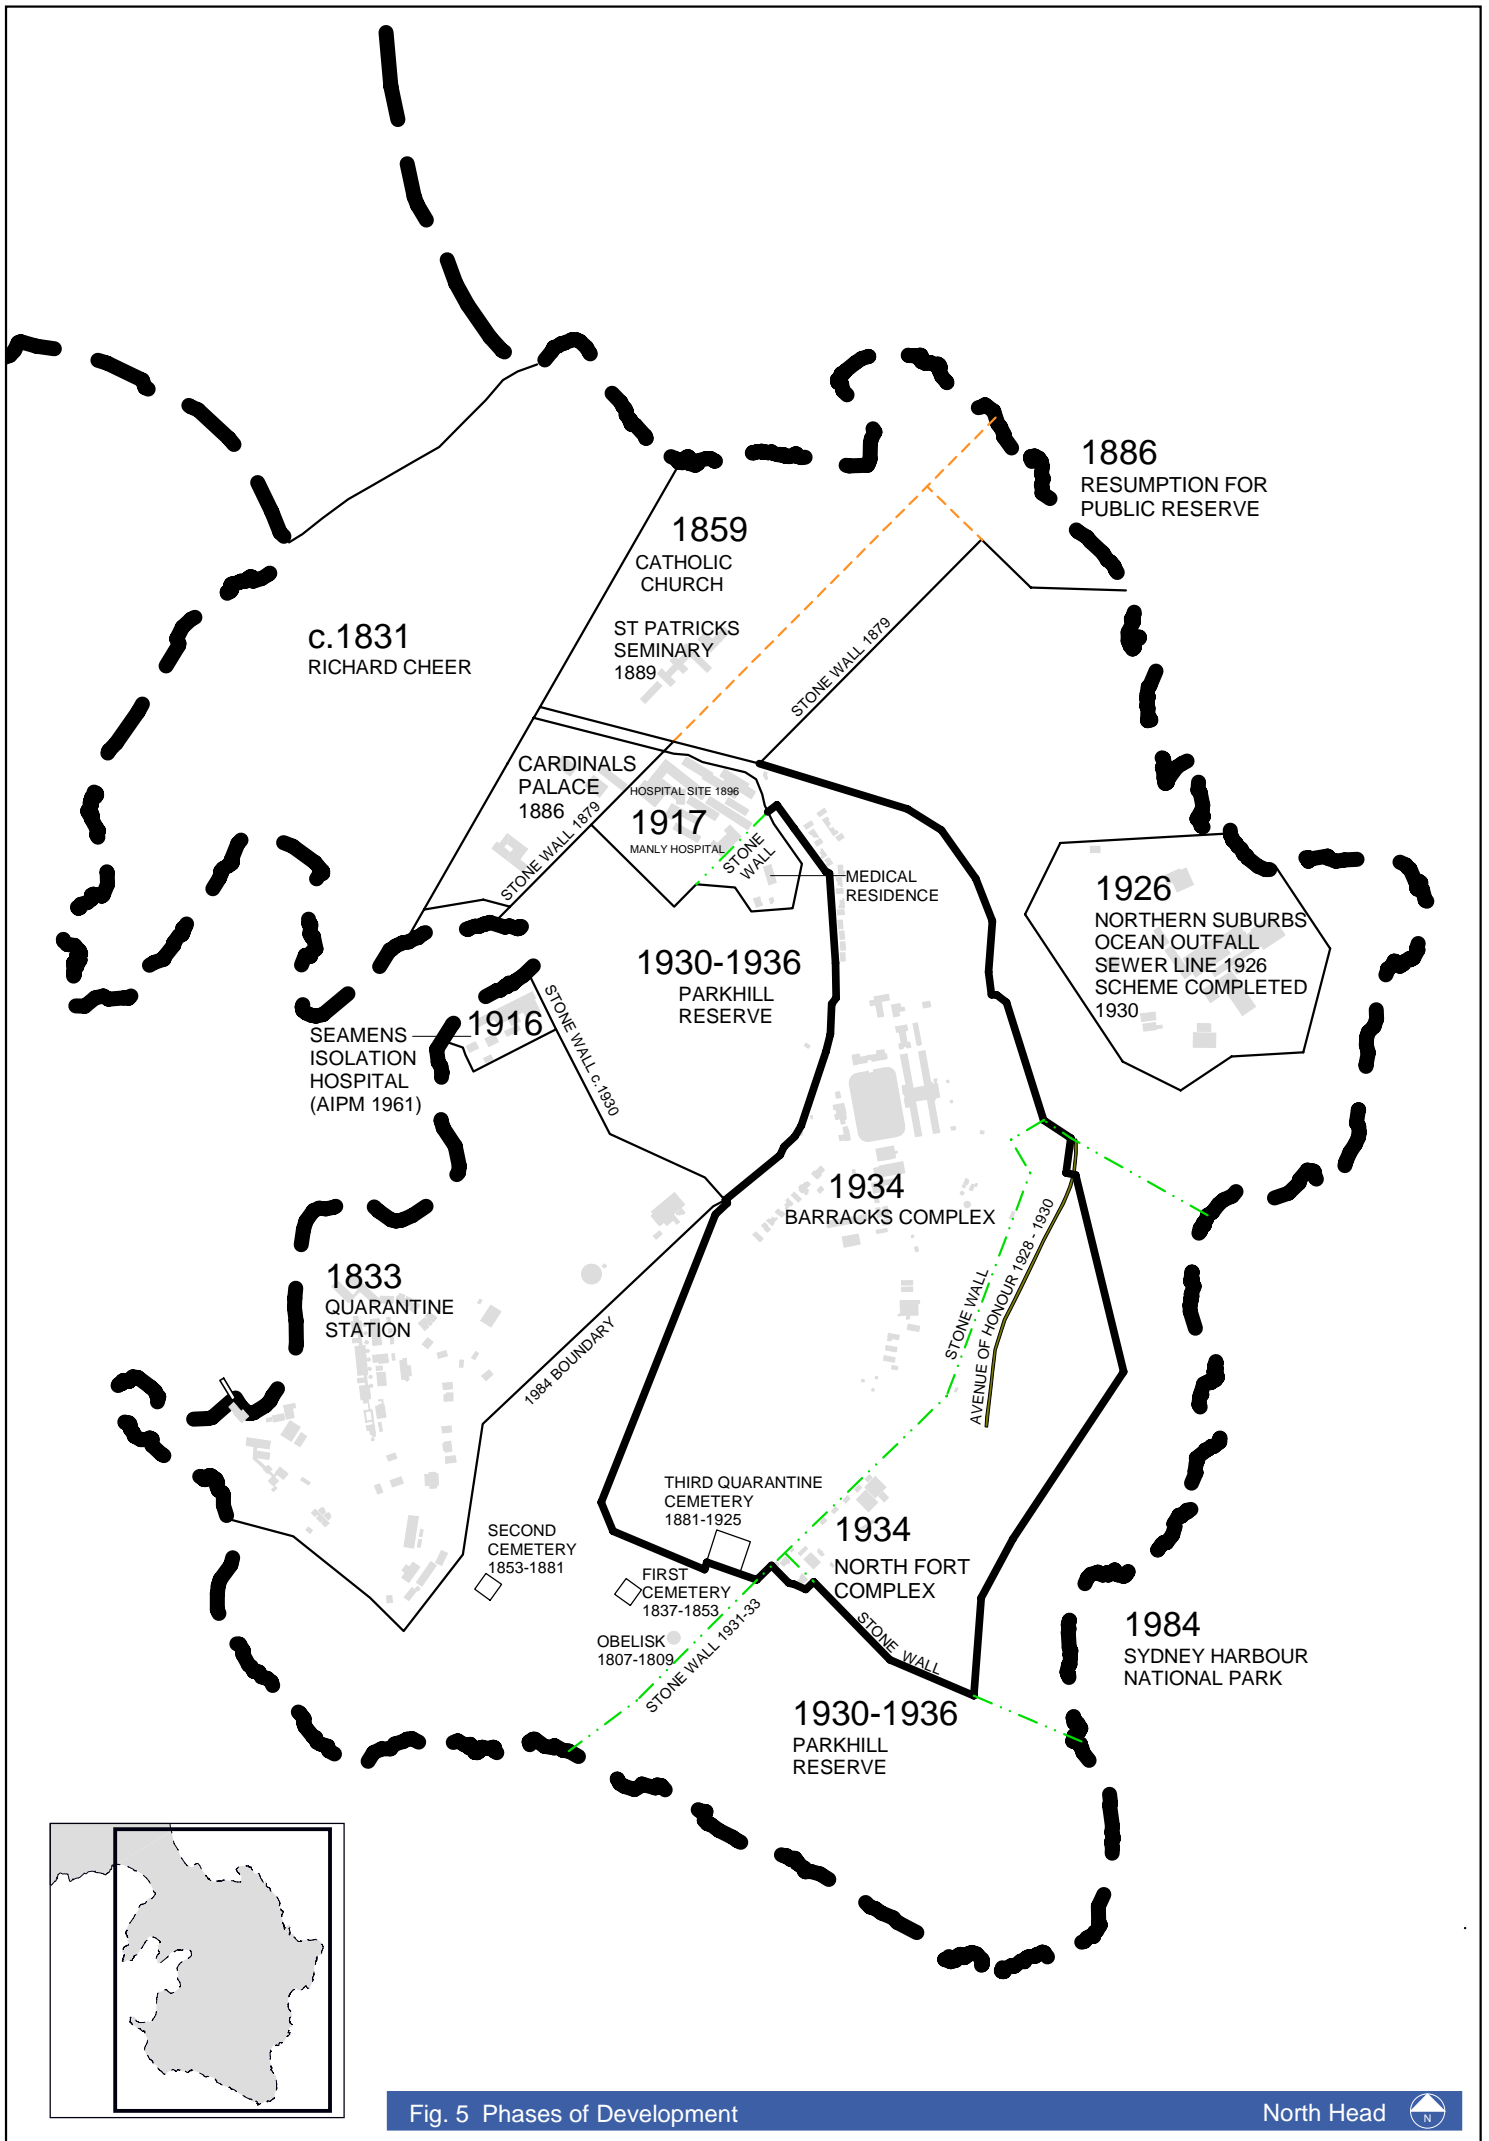 1886
RESUMPTION FOR
PUBLIC RESERVE
1859
CATHOLIC
CHURCH
ST PATRICKS
SEMINARY
1889
c.1831
RICHARD CHEER
STONE WALL 1879
CARDINALS
PALACE
1886
STONE WALL 1879
HOSPITAL SITE 1896
1917
MANLY HOSPITAL
STONE
WALL
MEDICAL
RESIDENCE
1926
NORTHERN SUBURBS
OCEAN OUTFALL
SEWER LINE 1926
SCHEME COMPLETED
1930
1930-1936
PARKHILL
RESERVE
1916
SEAMENS
ISOLATION
HOSPITAL
(AIPM 1961)
STONE WALL c.1930
1934
BARRACKS COMPLEX
STONE WALL
AVENUE OF HONOUR 1928 - 1930
1833
QUARANTINE
STATION
1984 BOUNDARY
THIRD QUARANTINE
CEMETERY
1881-1925
SECOND
CEMETERY
1853-1881
FIRST
CEMETERY
1837-1853
1934
NORTH FORT
COMPLEX
OBELISK
1807-1809
STONE WALL 1931-33
STONE WALL
1984
SYDNEY HARBOUR
NATIONAL PARK
1930-1936
PARKHILL
RESERVE
Fig. 5 Phases of Development
North Head
N